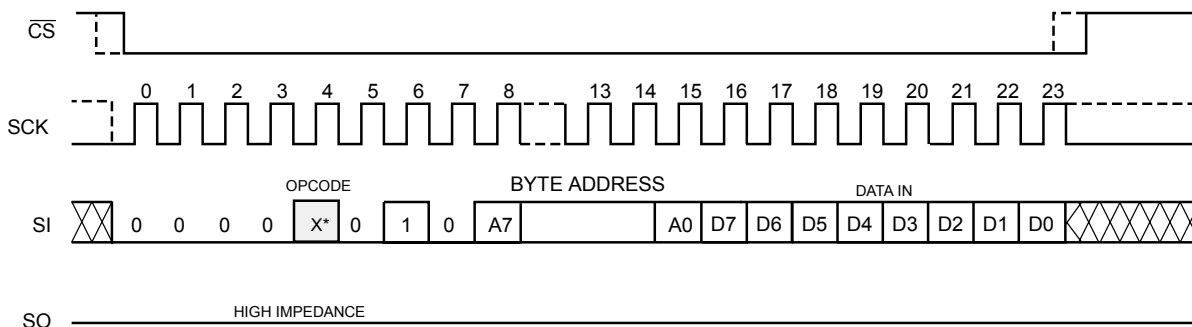 CS
0 1 2 3 4 5 6 7 8 13 14 15 16 17 18 19 20 21 22 23
SCK
OPCODE BYTE ADDRESS DATA IN
SI 0 0 0 0 X* 0 1 0 A7 A0 D7 D6 D5 D4 D3 D2 D1 D0
HIGH IMPEDANCE
SO